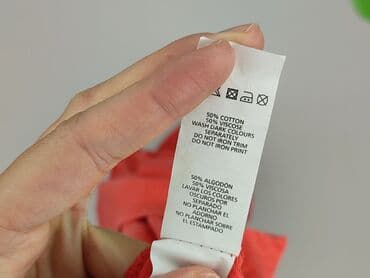 50% COTTON
50% VISCOSE
WASH DARK COLOURS
SEPARATELY
DO NOT IRON TRIM
DO NOT IRON PRINT
50% ALGODÓN
50% VISCOSA
LAVAR LOS COLORES
OSCUROS POR
SEPARADO
NO PLANCHAR EL
ADORNO
NO PLANCHAR SOBRE
EL ESTAMPADO